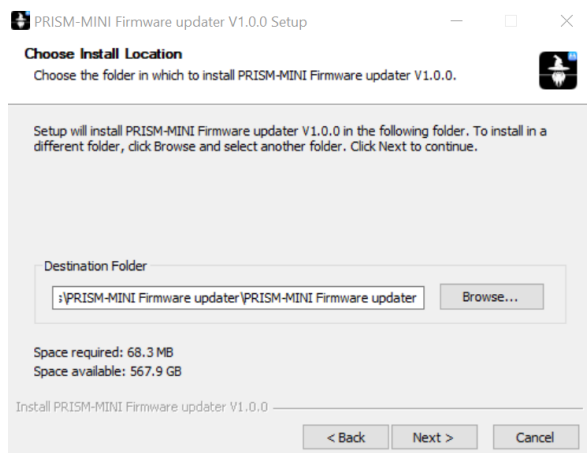 PRISM-MINI Firmware updater V1.0.0 Setup
Choose Install Location
Choose the folder in which to install PRISM-MINI Firmware updater V1.0.0.
Setup will install PRISM-MINI Firmware updater V1.0.0 in the following folder. To install in a
different folder, click Browse and select another folder. Click Next to continue.
Destination Folder
\PRISM-MINI Firmware updater\PRISM-MINI Firmware updater
Browse...
Space required: 68.3 MB
Space available: 567.9 GB
Install PRISM-MINI Firmware updater V1.0.0
< Back
Next >
Cancel